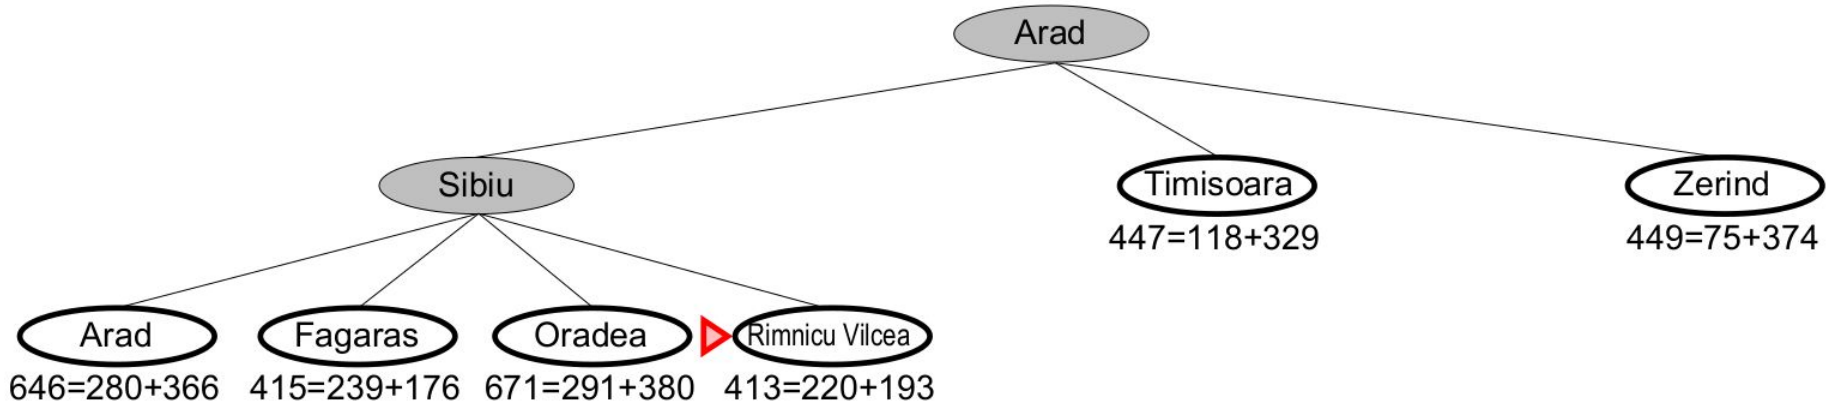 Arad
Sibiu
Timisoara
Zerind
447=118+329
449=75+374
Arad
Fagaras
Oradea
Rimnicu Vilcea
646=280+366
415=239+176
671=291+380
413=220+193